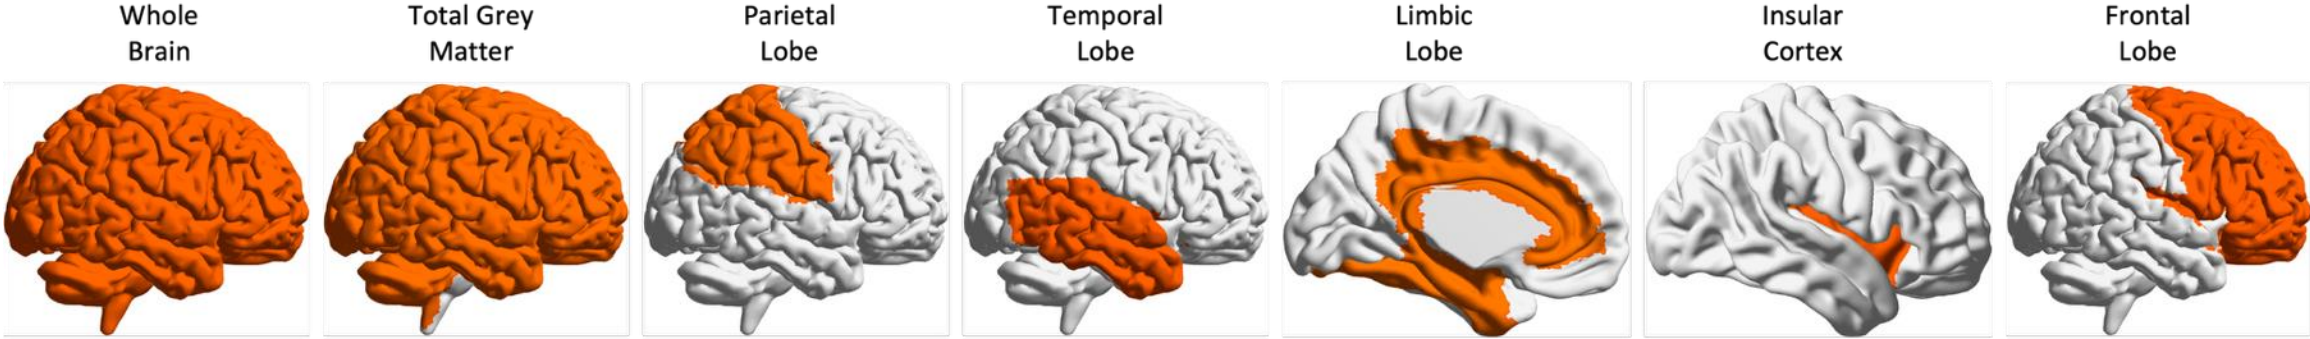 Whole
Brain
Total Grey
Matter
Parietal
Lobe
Temporal
Lobe
Limbic
Lobe
Insular
Cortex
Frontal
Lobe